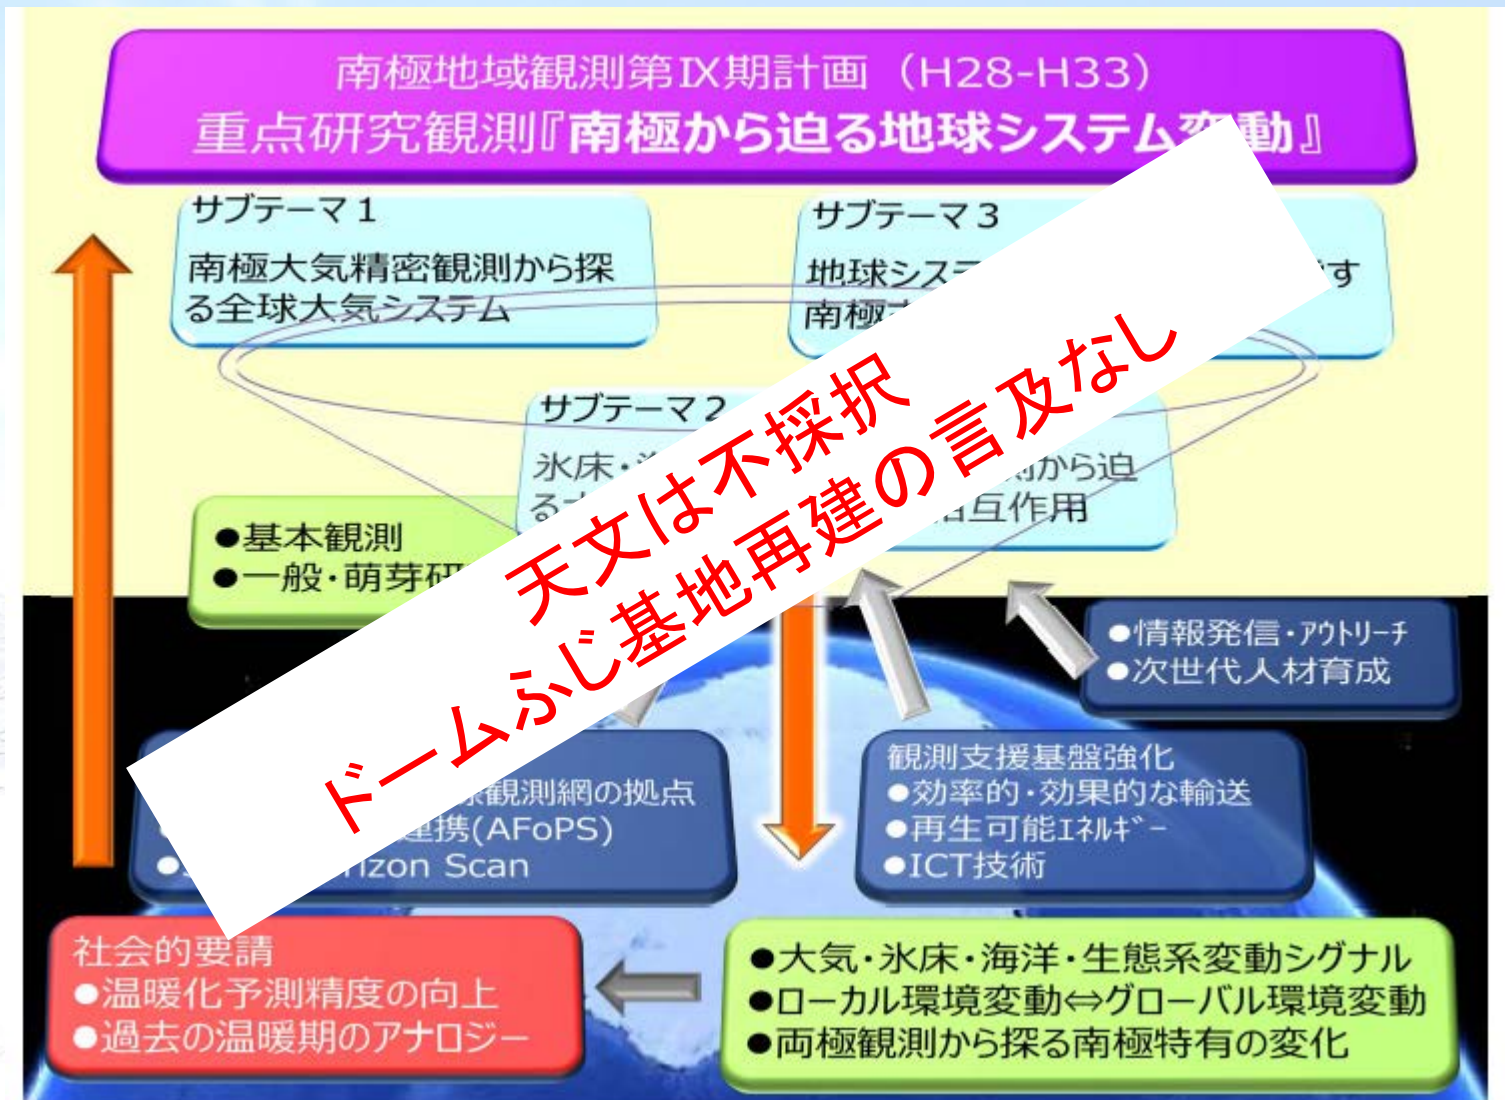 南極地域観測第Ⅸ期計画（H28-H33）
重点研究観測『南極から迫る地球システム変動』
サブテーマ１
南極大気精密観測から探
る全球大気システム
サブテーマ３
地球システ
す
南極
サブテーマ２
氷床・
から迫
る
相互作用
●基本観測
●一般・萌芽研
天文は不採択
ドームふじ基地再建の言及なし
●情報発信・ｱｳﾄﾘｰﾁ
●次世代人材育成
観測網の拠点
連携(AFoPS)
zon Scan
観測支援基盤強化
●効率的・効果的な輸送
●再生可能ｴﾈﾙｷﾞｰ
●ICT技術
社会的要請
●温暖化予測精度の向上
●過去の温暖期のアナロジー
●大気・氷床・海洋・生態系変動シグナル
●ローカル環境変動⇔グローバル環境変動
●両極観測から探る南極特有の変化